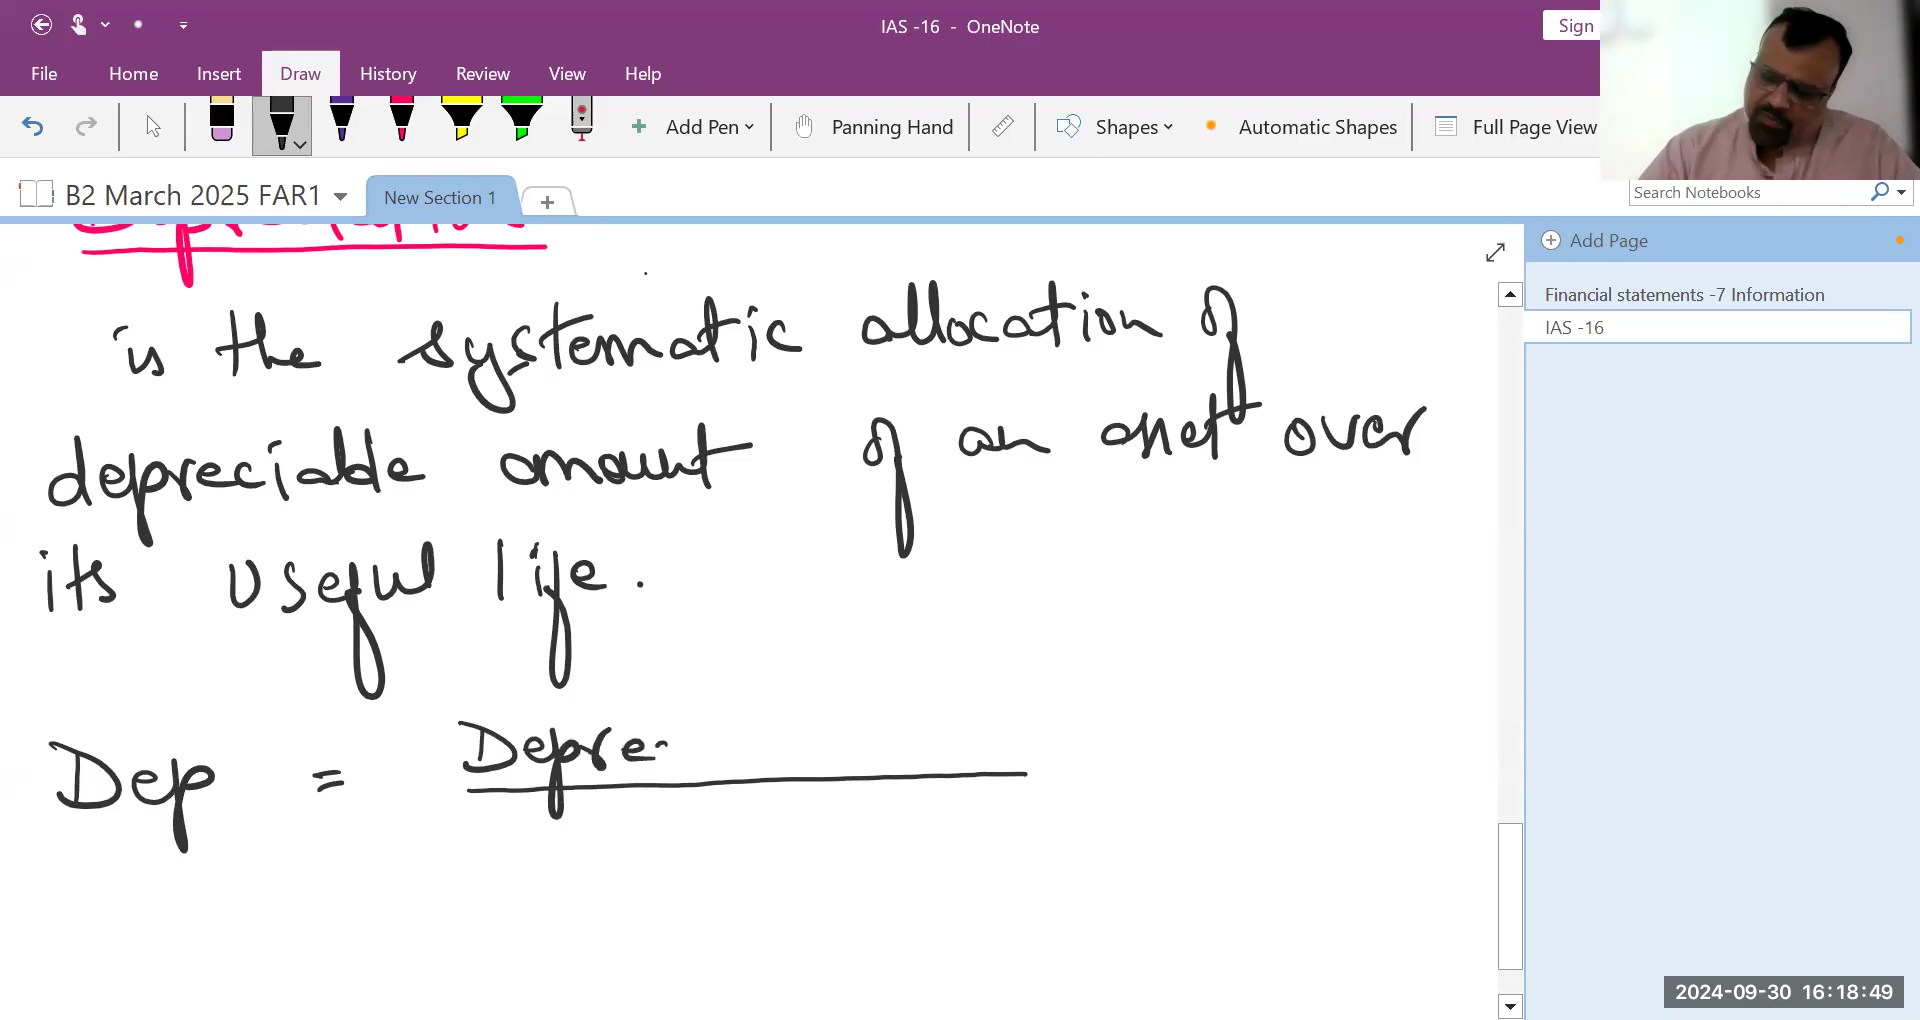 IAS -16 - OneNote
Sign
File Home Insert Draw History Review View Help
Add Pen Panning Hand Shapes Automatic Shapes Full Page View
B2 March 2025 FAR1 New Section 1
Search Notebooks
Add Page
Financial statements -7 Information
IAS -16
Depreciation
is the systematic allocation of
depreciable amount of an asset over
its useful life.
Dep = Depre
2024-09-30 16:18:49